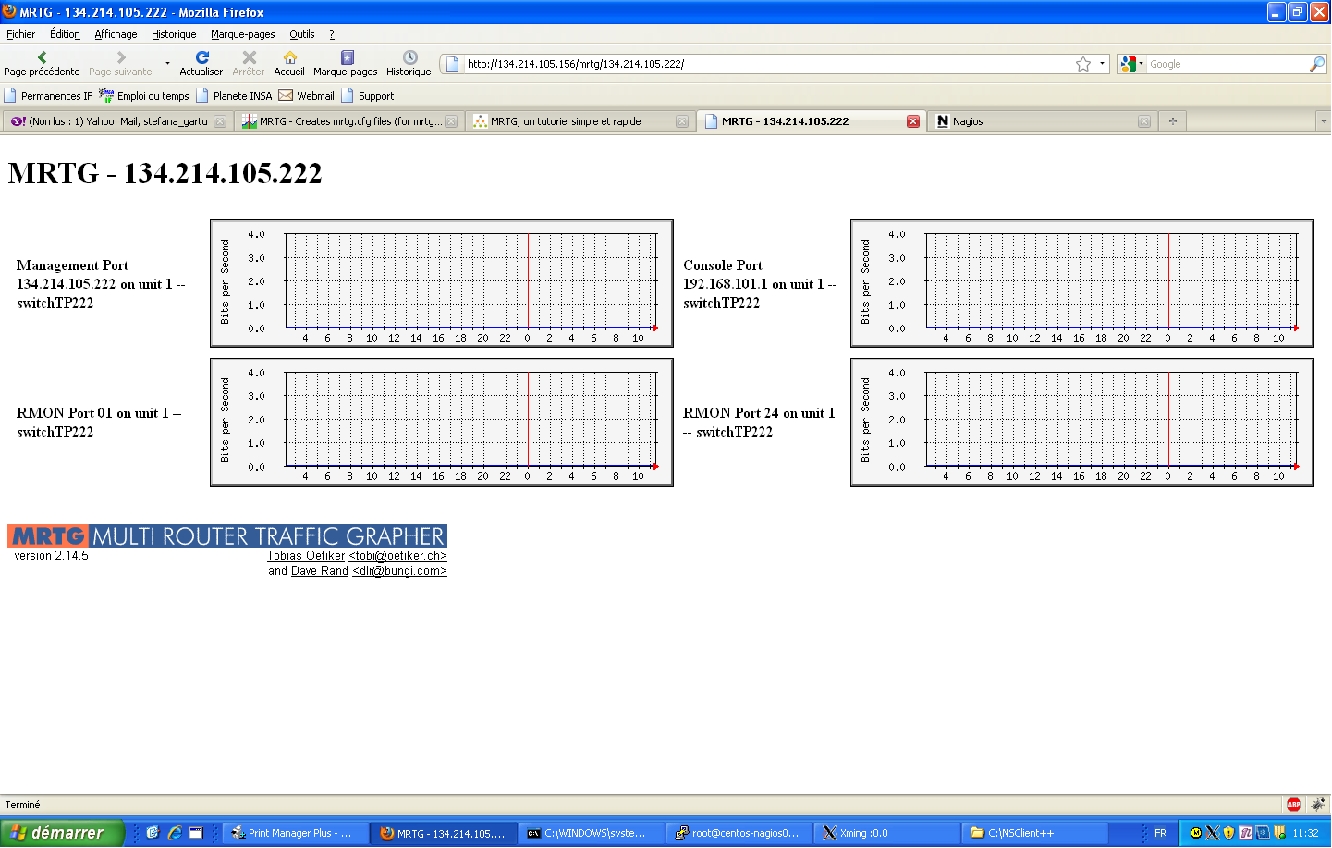 MRTG - 134.214.105.222 - Mozilla Firefox
Fichier Édition Affichage Historique Marque-pages Outils ?
Page précédente Page suivante Actualiser Arrêter Accueil Marque-pages Historique http://134.214.105.156/mrtg/134.214.105.222/ Google
Permanences IF Emploi du temps Planete INSA Webmail Support
(Non lus : 1) Yahoo! Mail, MRTG - Creates mrtg.cfg files (for mrtg,... MRTG, un tutoriel simple et rapide MRTG - 134.214.105.222 Nagios
MRTG - 134.214.105.222
Management Port
134.214.105.222 on unit 1 --
switchTP222
Bits per Second
4.0
3.0
2.0
1.0
0.0
4 6 8 10 12 14 16 18 20 22 0 2 4 6 8 10
Console Port
192.168.101.1 on unit 1 --
switchTP222
Bits per Second
4.0
3.0
2.0
1.0
0.0
4 6 8 10 12 14 16 18 20 22 0 2 4 6 8 10
RMON Port 01 on unit 1 --
switchTP222
Bits per Second
4.0
3.0
2.0
1.0
0.0
4 6 8 10 12 14 16 18 20 22 0 2 4 6 8 10
RMON Port 24 on unit 1
-- switchTP222
Bits per Second
4.0
3.0
2.0
1.0
0.0
4 6 8 10 12 14 16 18 20 22 0 2 4 6 8 10
MRTG MULTI ROUTER TRAFFIC GRAPHER
version 2.14.5 Tobias Oetiker <tobi@oetiker.ch>
and Dave Rand <dlr@bungi.com>
Terminé ABP
démarrer Print Manager Plus - ... MRTG - 134.214.105.... C:\WINDOWS\syste... root@centos-nagios0... Xming :0.0 C:\NSClient++ FR 11:32